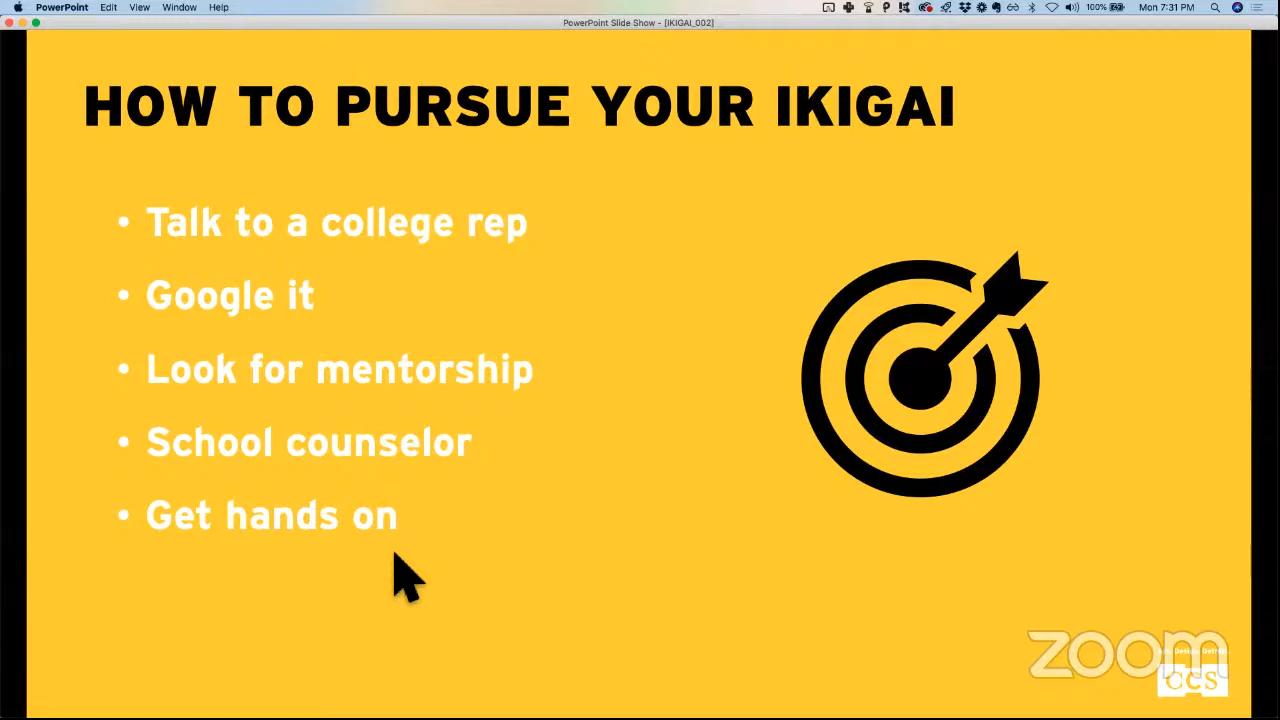 PowerPoint Edit View Window Help 100% Mon 7:31 PM
PowerPoint Slide Show - [IKIGAI_002]
HOW TO PURSUE YOUR IKIGAI
• Talk to a college rep
• Google it
• Look for mentorship
• School counselor
• Get hands on
zoom
CCS